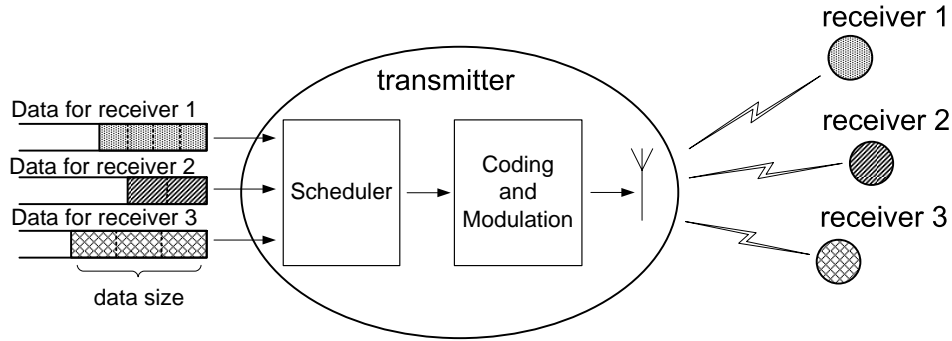 Data for receiver 1
Data for receiver 2
Data for receiver 3
data size
transmitter
Scheduler
Coding
and
Modulation
receiver 1
receiver 2
receiver 3